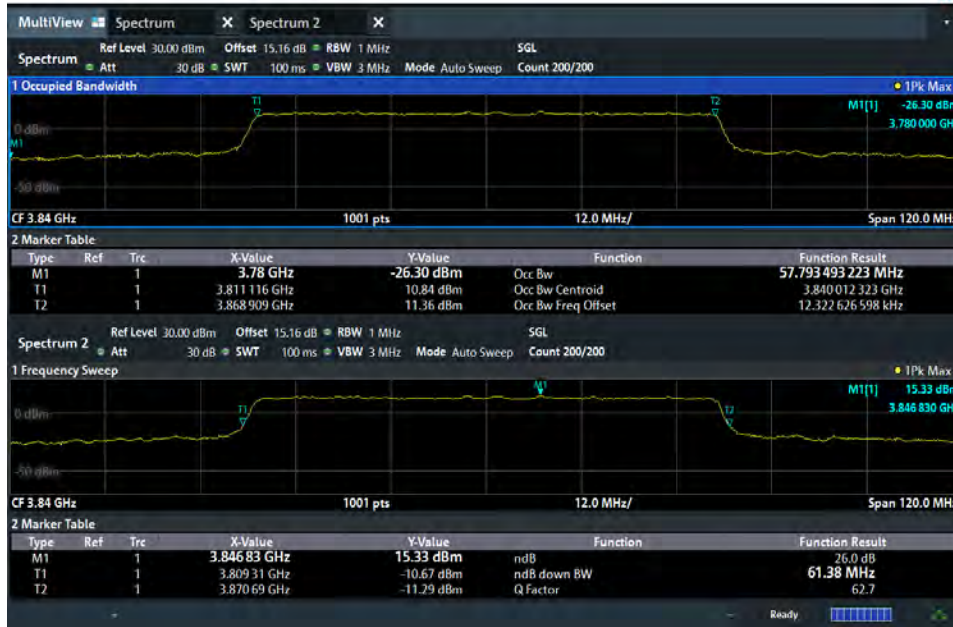 MultiView Spectrum X Spectrum 2 X
Ref Level 30.00 dBm Offset 15.16 dB RBW 1 MHz SGL
Spectrum Att 30 dB SWT 100 ms VBW 3 MHz Mode Auto Sweep Count 200/200
1 Occupied Bandwidth 1Pk Max
T1 T2 M1[1] -26.30 dBm
0 dBm 3.780 000 GH
M1
-50 dBm
CF 3.84 GHz 1001 pts 12.0 MHz/ Span 120.0 MH
2 Marker Table
Type Ref Trc X-Value Y-Value Function Function Result
M1 1 3.78 GHz -26.30 dBm Occ Bw 57.793 493 223 MHz
T1 1 3.811 116 GHz 10.84 dBm Occ Bw Centroid 3.840 012 323 GHz
T2 1 3.868 909 GHz 11.36 dBm Occ Bw Freq Offset 12.322 626 598 kHz
Ref Level 30.00 dBm Offset 15.16 dB RBW 1 MHz SGL
Spectrum 2 Att 30 dB SWT 100 ms VBW 3 MHz Mode Auto Sweep Count 200/200
1 Frequency Sweep 1Pk Max
M1 M1[1] 15.33 dBm
0 dBm T1 T2 3.846 830 GH
-50 dBm
CF 3.84 GHz 1001 pts 12.0 MHz/ Span 120.0 MH
2 Marker Table
Type Ref Trc X-Value Y-Value Function Function Result
M1 1 3.846 83 GHz 15.33 dBm ndB 26.0 dB
T1 1 3.809 31 GHz -10.67 dBm ndB down BW 61.38 MHz
T2 1 3.870 69 GHz -11.29 dBm Q Factor 62.7
Ready